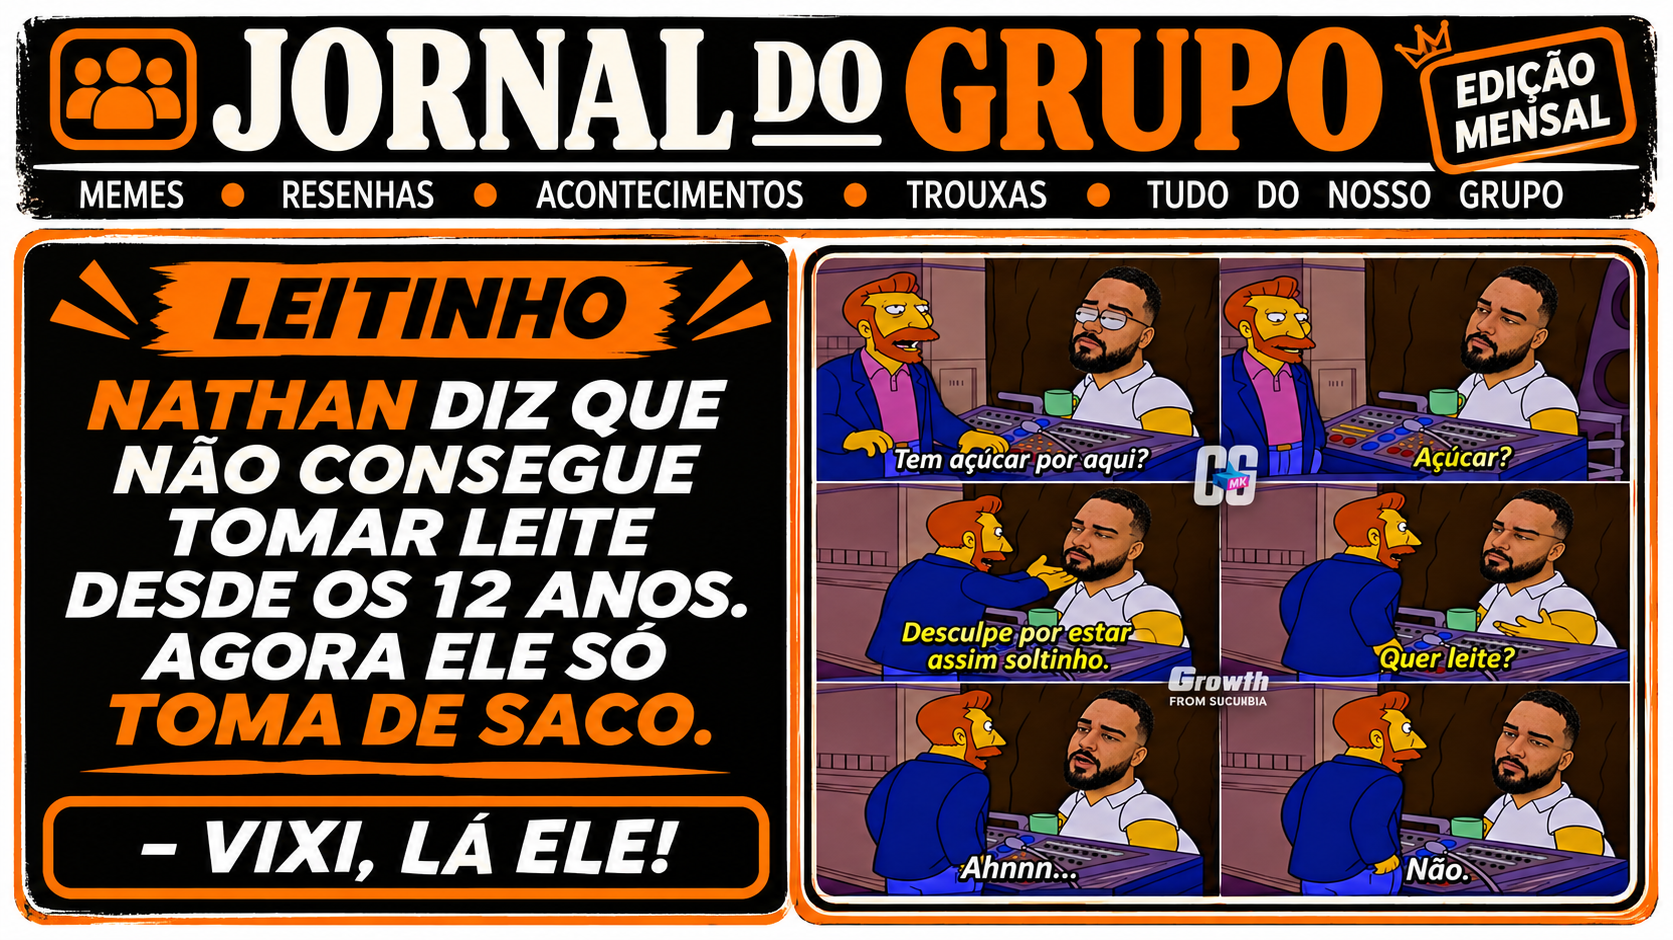 JORNAL DO GRUPO
EDIÇÃO
MENSAL
MEMES • RESENHAS • ACONTECIMENTOS • TROUXAS • TUDO DO NOSSO GRUPO
LEITINHO
NATHAN DIZ QUE
NÃO CONSEGUE
TOMAR LEITE
DESDE OS 12 ANOS.
AGORA ELE SÓ
TOMA DE SACO.
– VIXI, LÁ ELE!
Tem açúcar por aqui?
Açúcar?
CS
MK
Desculpe por estar
assim soltinho.
Quer leite?
Growth
FROM SUCUMBIA
Ahnnn...
Não.